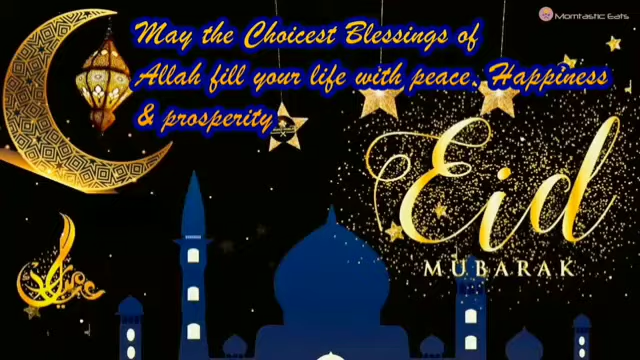 Momtastic Eats
May the Choicest Blessings of
Allah fill your life with peace. Happiness
& prosperity
Eid
MUBARAK